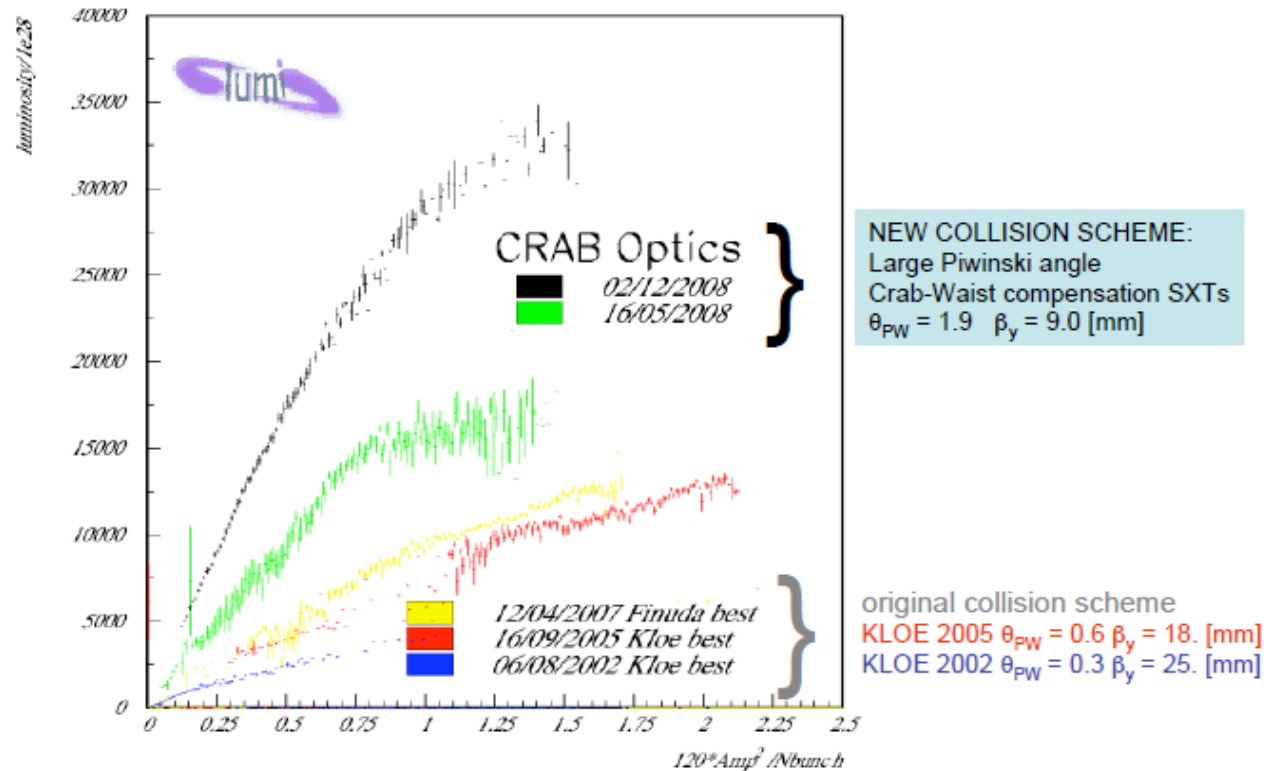 luminosity/1e28
40000
35000
30000
25000
20000
15000
10000
5000
0
lumi
CRAB Optics
02/12/2008
16/05/2008
12/04/2007 Finuda best
16/09/2005 Kloe best
06/08/2002 Kloe best
0 0.25 0.5 0.75 1 1.25 1.5 1.75 2 2.25 2.5
120*Amp²/Nbunch
NEW COLLISION SCHEME:
Large Piwinski angle
Crab-Waist compensation SXTs
θPW = 1.9 βy = 9.0 [mm]
original collision scheme
KLOE 2005 θPW = 0.6 βy = 18. [mm]
KLOE 2002 θPW = 0.3 βy = 25. [mm]